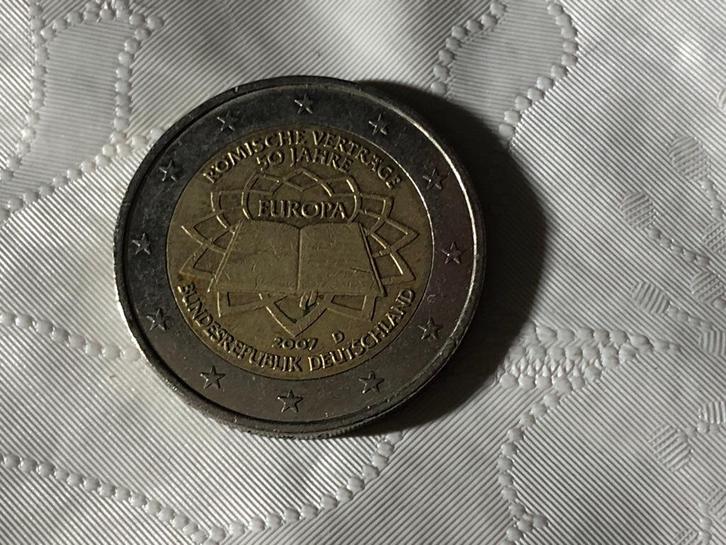 RÖMISCHE VERTRÄGE
50 JAHRE
EUROPA
2007 D
BUNDESREPUBLIK DEUTSCHLAND